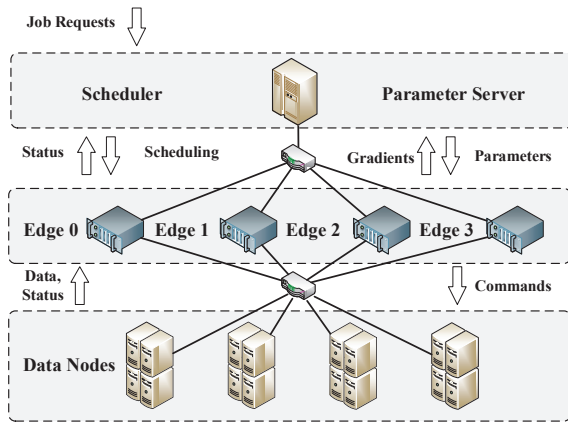 Job Requests
Scheduler
Parameter Server
Status
Scheduling
Gradients
Parameters
Edge 0
Edge 1
Edge 2
Edge 3
Data,
Status
Commands
Data Nodes